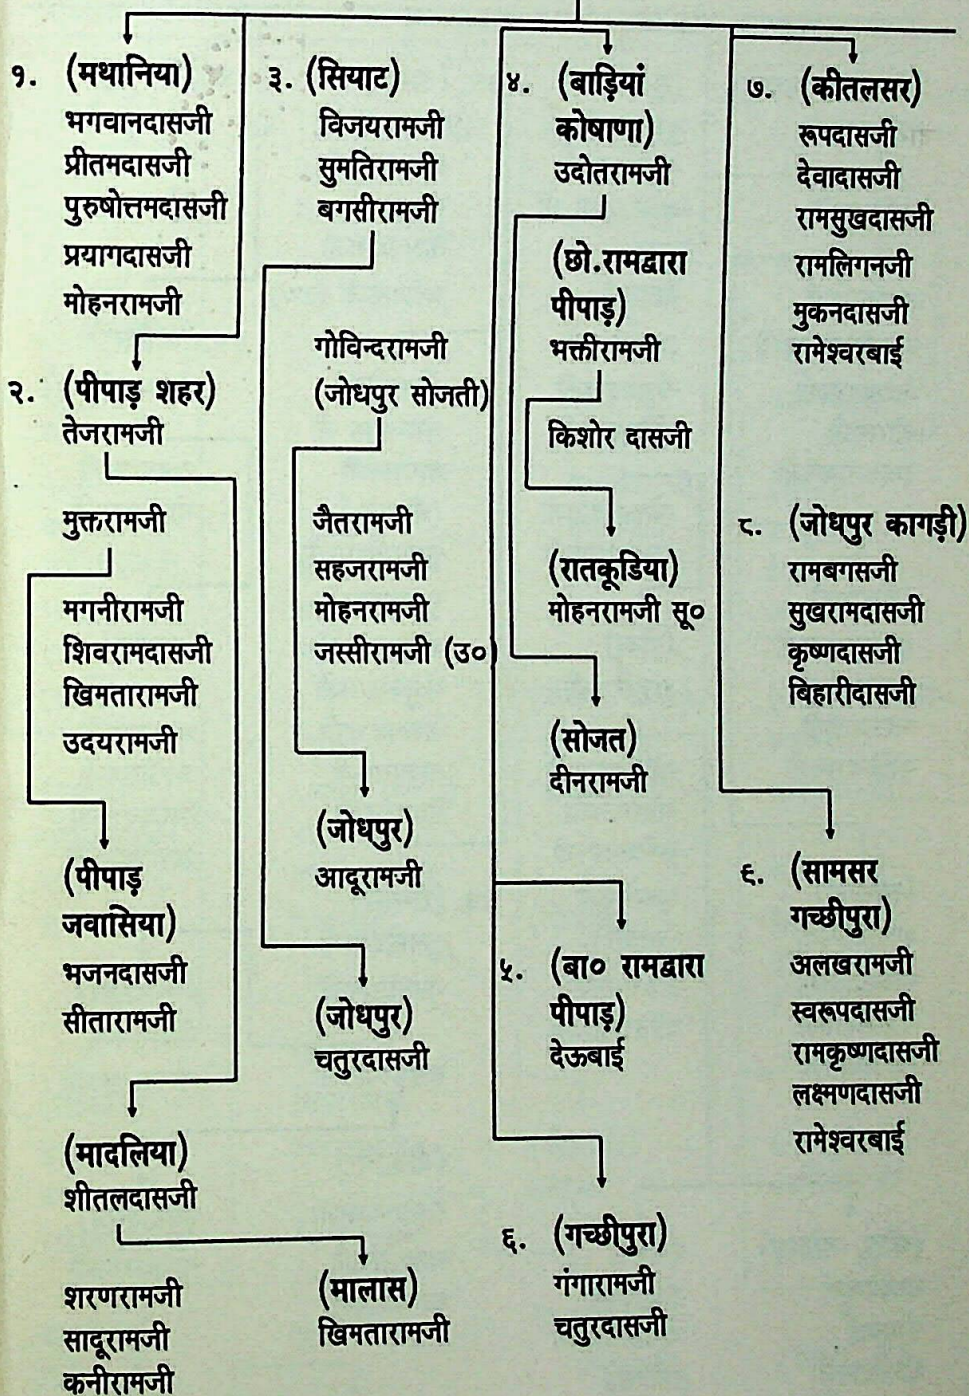 १. (मथानिया)
भगवानदासजी
प्रीतमदासजी
पुरुषोत्तमदासजी
प्रयागदासजी
मोहनरामजी
२. (पीपाड़ शहर)
तेजरामजी
मुक्तरामजी
मगनीरामजी
शिवरामदासजी
खिमतारामजी
उदयरामजी
(पीपाड़
जवासिया)
भजनदासजी
सीतारामजी
(मादलिया)
शीतलदासजी
शरणरामजी
सादूरामजी
कनीरामजी
३. (सियाट)
विजयरामजी
सुमतिरामजी
बगसीरामजी
गोविन्दरामजी
(जोधपुर सोजती)
जैतरामजी
सहजरामजी
मोहनरामजी
जस्सीरामजी (उ०)
(जोधपुर)
आदूरामजी
(जोधपुर)
चतुरदासजी
(मालास)
खिमतारामजी
४. (बाड़ियां
कोषाणा)
उदोतरामजी
(छो.रामद्वारा
पीपाड़)
भक्तीरामजी
किशोर दासजी
(रातकूडिया)
मोहनरामजी सू०
(सोजत)
दीनरामजी
५. (बा० रामद्वारा
पीपाड़)
देऊबाई
६. (गच्छीपुरा)
गंगारामजी
चतुरदासजी
७. (कीतलसर)
रूपदासजी
देवादासजी
रामसुखदासजी
रामलिगनजी
मुकनदासजी
रामेश्वरबाई
८. (जोधपुर कागड़ी)
रामबगसजी
सुखरामदासजी
कृष्णदासजी
बिहारीदासजी
९. (सामसर
गच्छीपुरा)
अलखरामजी
स्वरूपदासजी
रामकृष्णदासजी
लक्ष्मणदासजी
रामेश्वरबाई